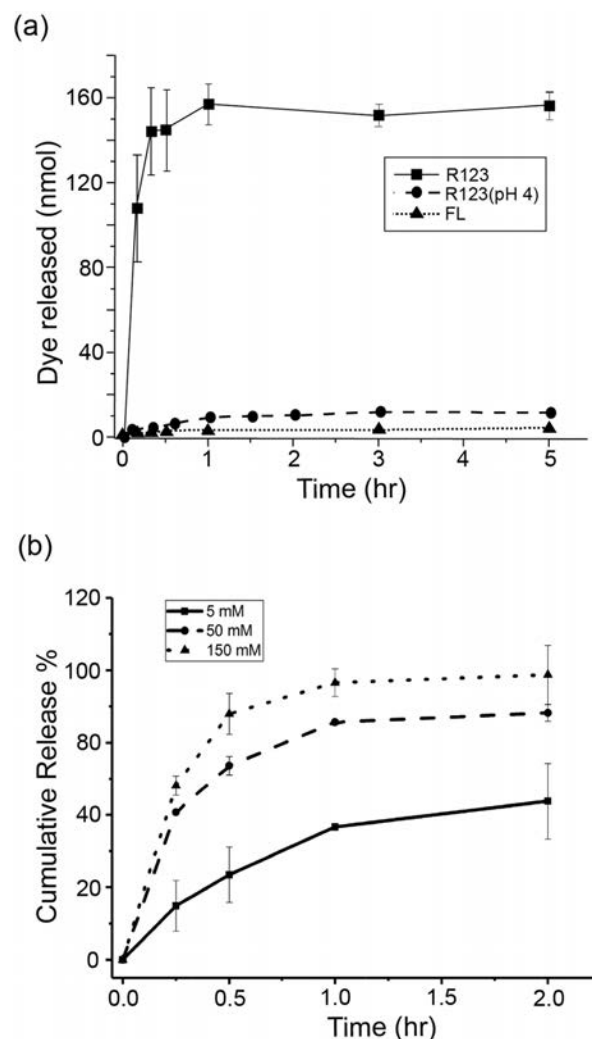 (a)
160
120
80
40
0
Dye released (nmol)
R123
R123(pH 4)
FL
0 1 2 3 4 5
Time (hr)
(b)
120
100
80
40
20
0
Cumulative Release %
5 mM
50 mM
150 mM
0.0 0.5 1.0 1.5 2.0
Time (hr)